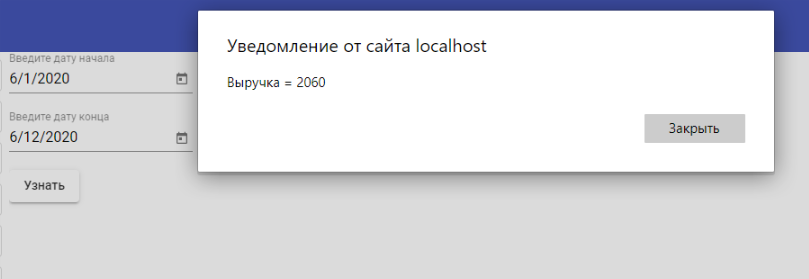 Уведомление от сайта localhost
Выручка = 2060
Закрыть
Введите дату начала
6/1/2020
Введите дату конца
6/12/2020
Узнать